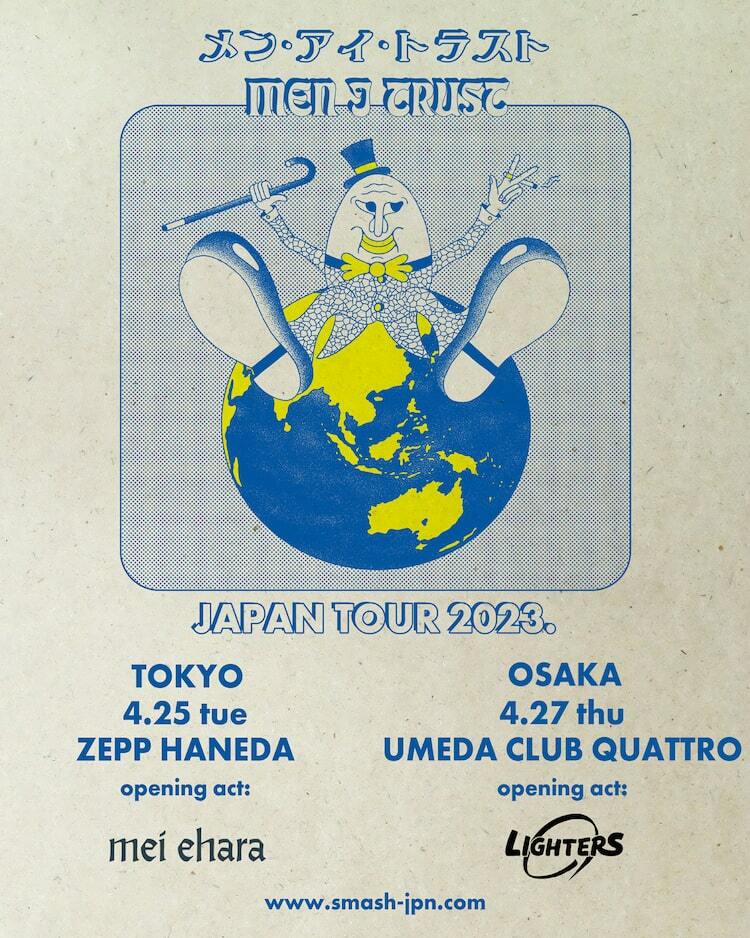 メン・アイ・トラスト
MEN I TRUST
JAPAN TOUR 2023.
TOKYO
4.25 tue
ZEPP HANEDA
opening act:
mei ehara
OSAKA
4.27 thu
UMEDA CLUB QUATTRO
opening act:
LIGHTERS
www.smash-jpn.com